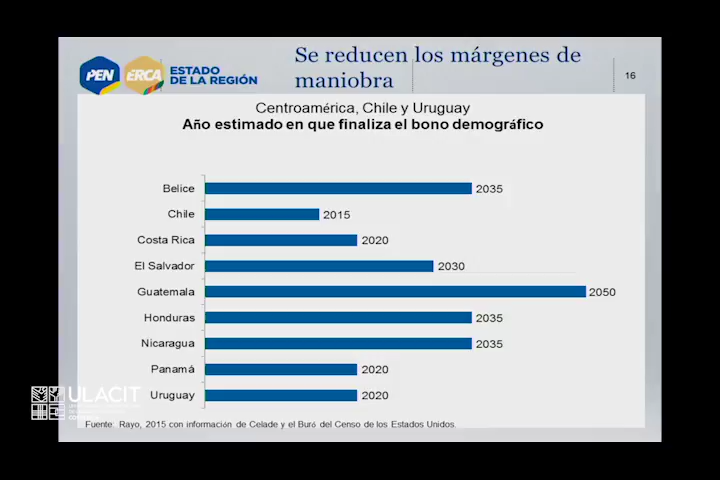 Se reducen los márgenes de
maniobra
PEN
ERCA
ESTADO
DE LA REGIÓN
16
Centroamérica, Chile y Uruguay
Año estimado en que finaliza el bono demográfico
Belice 2035
Chile 2015
Costa Rica 2020
El Salvador 2030
Guatemala 2050
Honduras 2035
Nicaragua 2035
Panamá 2020
Uruguay 2020
ULACIT
Fuente: Rayo, 2015 con información de Celade y el Buró del Censo de los Estados Unidos.